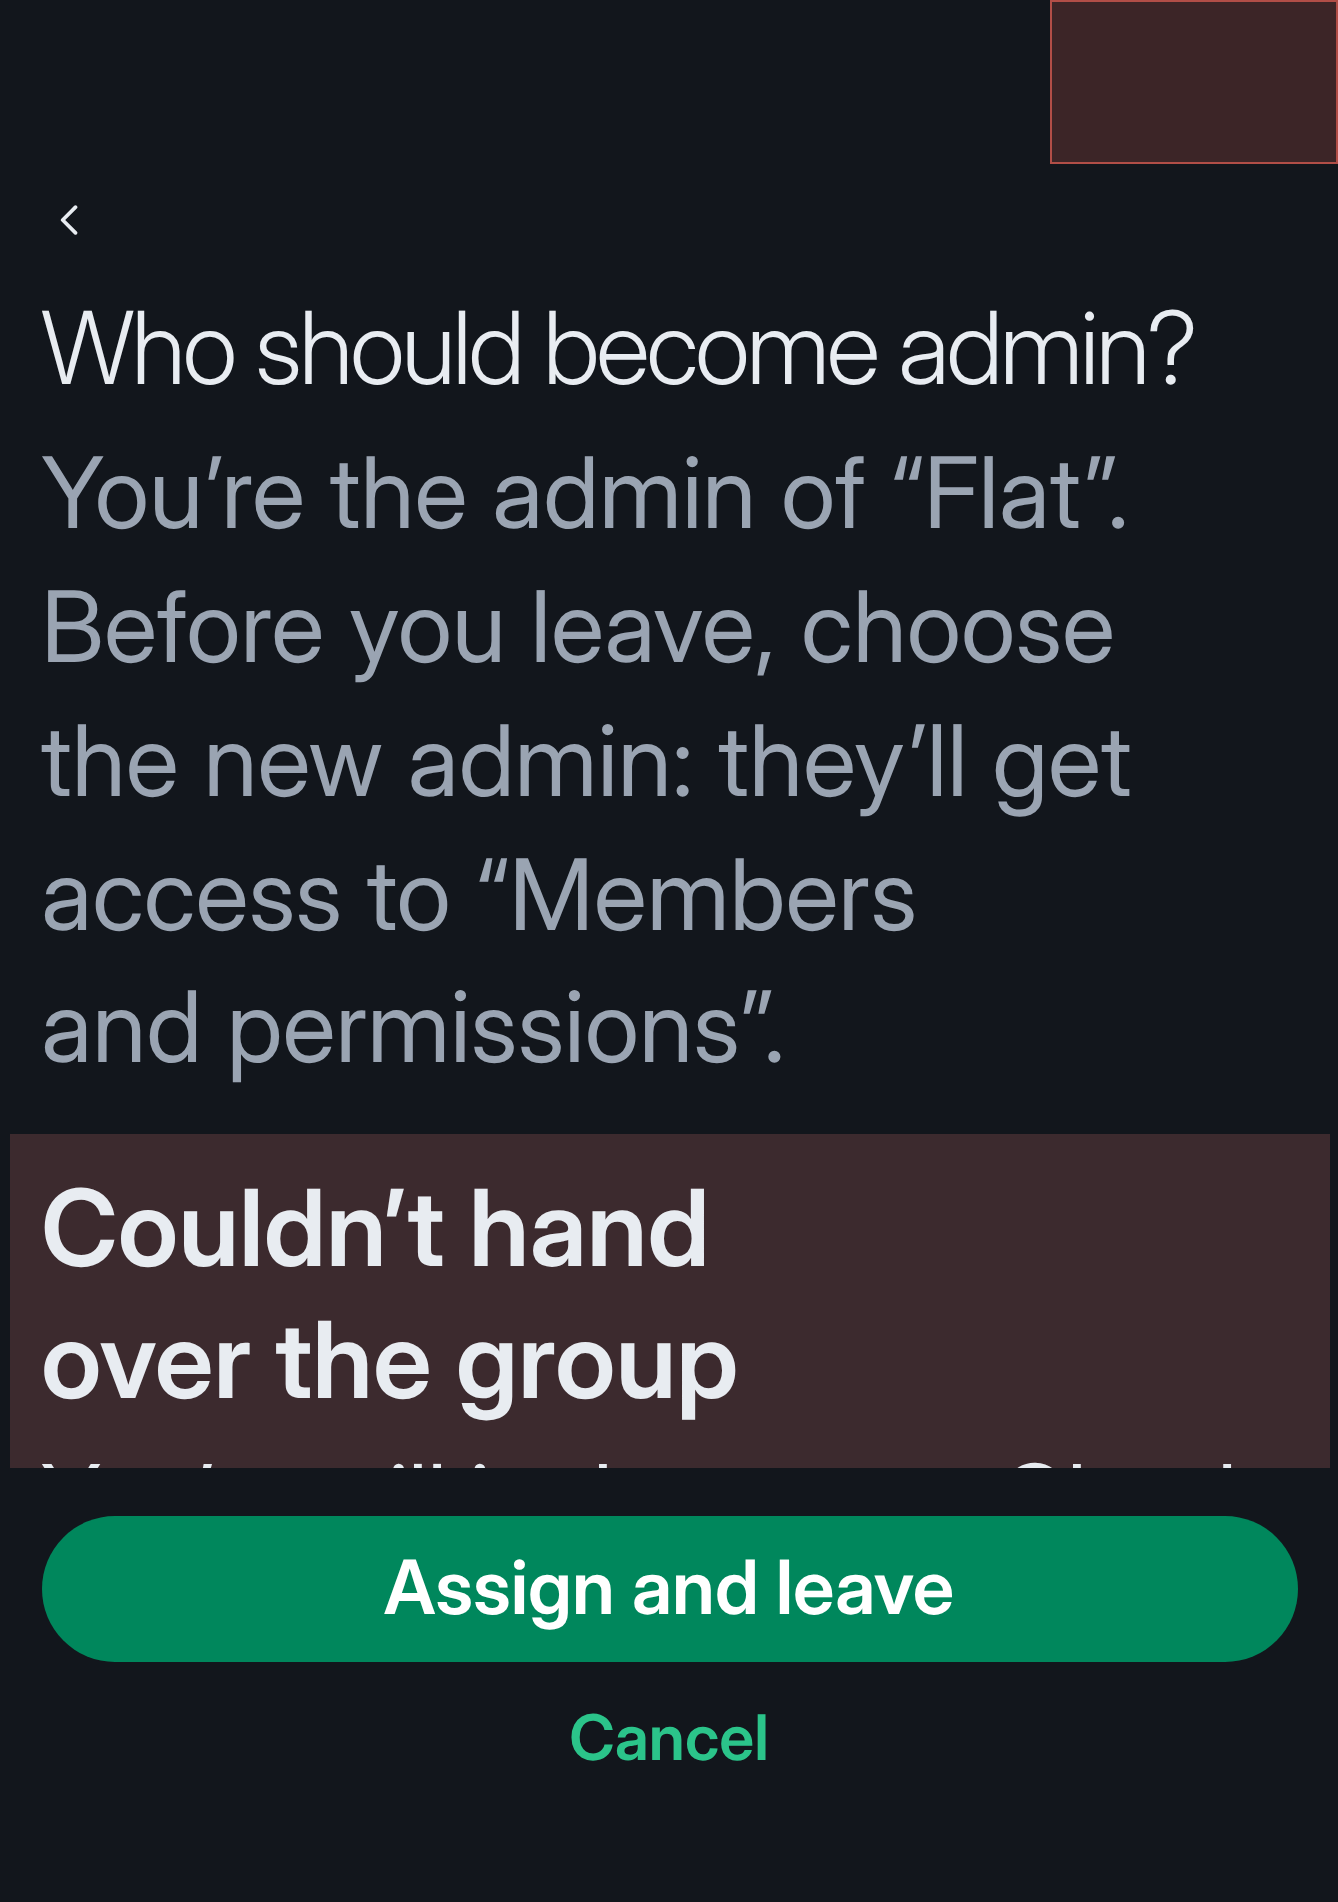 Who should become admin?
You’re the admin of “Flat”.
Before you leave, choose
the new admin: they’ll get
access to “Members
and permissions”.
Couldn’t hand
over the group
Assign and leave
Cancel